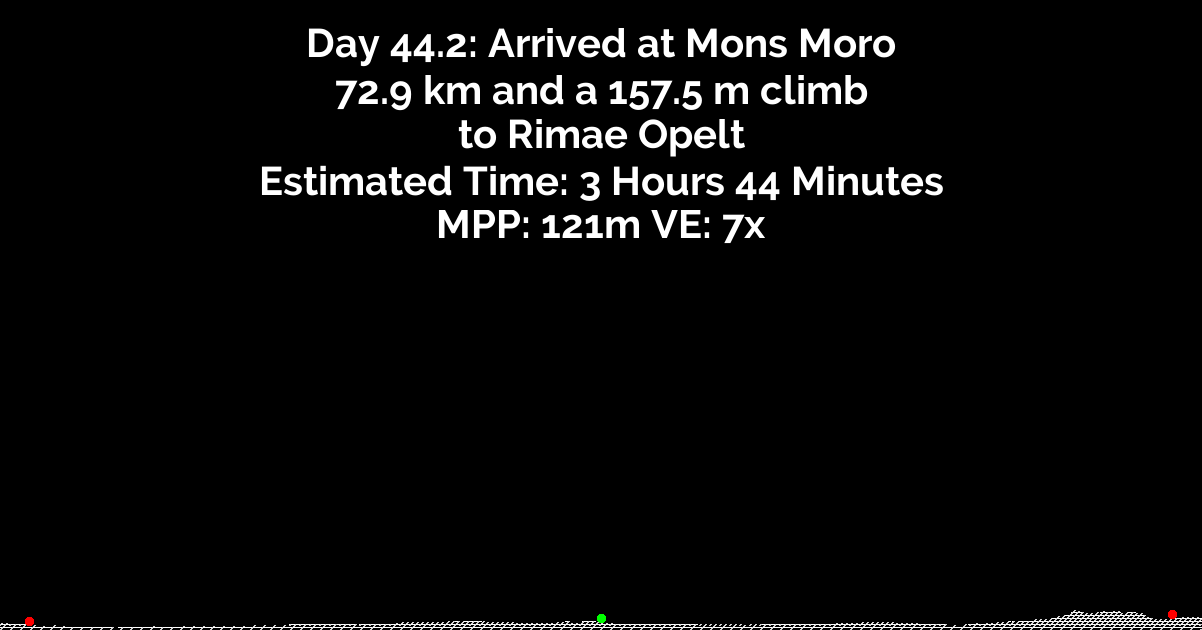 Day 44.2: Arrived at Mons Moro
72.9 km and a 157.5 m climb
to Rimae Opelt
Estimated Time: 3 Hours 44 Minutes
MPP: 121m VE: 7x